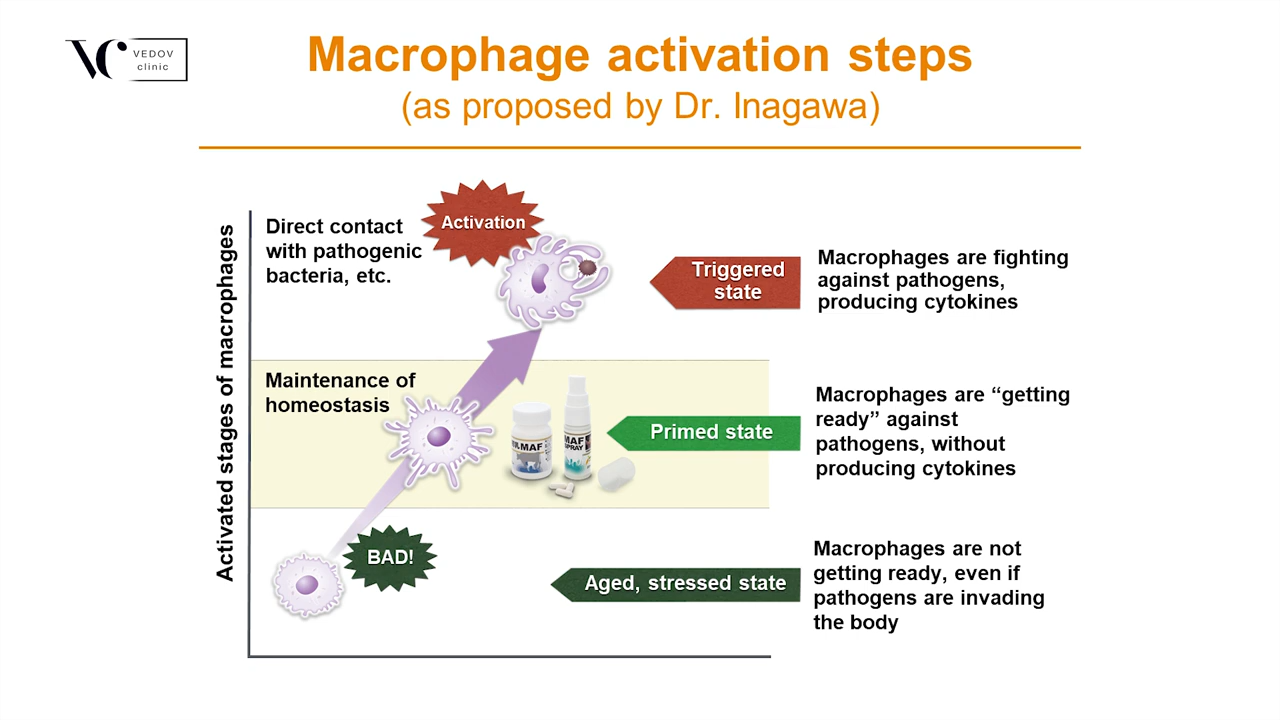 VC
VEDOV
clinic
Macrophage activation steps
(as proposed by Dr. Inagawa)
Activated stages of macrophages
Direct contact
with pathogenic
bacteria, etc.
Activation
Triggered
state
Macrophages are fighting
against pathogens,
producing cytokines
Maintenance of
homeostasis
MAF
MAF
SPRAY
Primed state
Macrophages are “getting
ready” against
pathogens, without
producing cytokines
BAD!
Aged, stressed state
Macrophages are not
getting ready, even if
pathogens are invading
the body